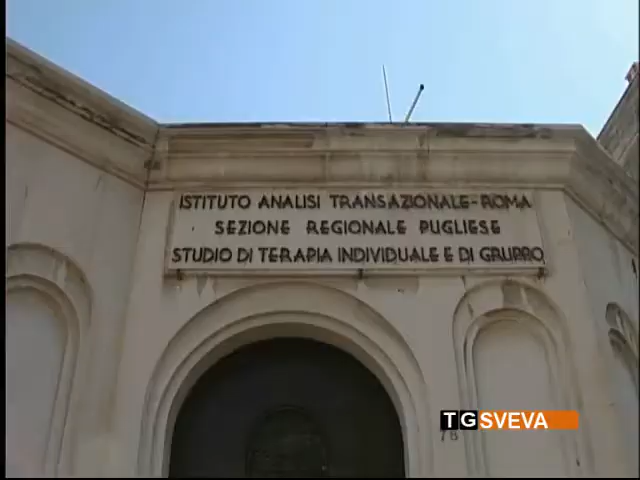 ISTITUTO ANALISI TRANSAZIONALE-ROMA
SEZIONE REGIONALE PUGLIESE
STUDIO DI TERAPIA INDIVIDUALE E DI GRUPPO
78
TGSVEVA